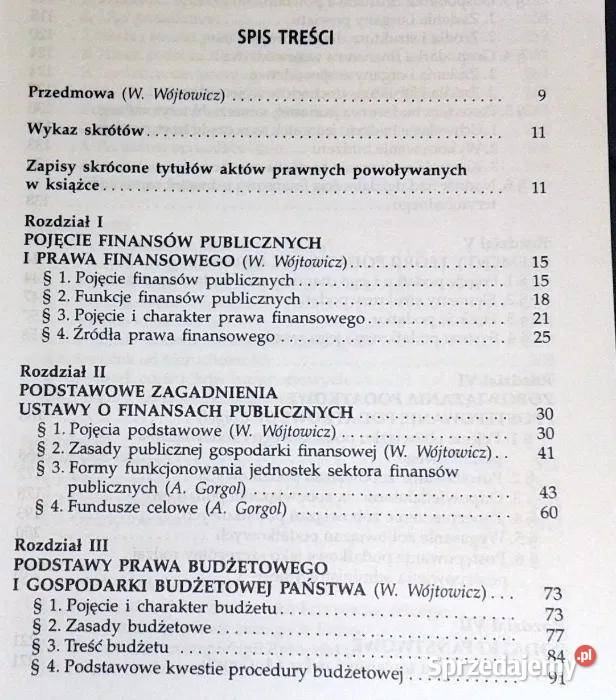 SPIS TREŚCI
Przedmowa (W. Wójtowicz) . . . . . . . . . . . . . . . . . . . . . . . . . . 9
Wykaz skrótów . . . . . . . . . . . . . . . . . . . . . . . . . . . . . . . . . . . . 11
Zapisy skrócone tytułów aktów prawnych powoływanych
w książce . . . . . . . . . . . . . . . . . . . . . . . . . . . . . . . . . . . . . . . . 11
Rozdział I
POJĘCIE FINANSÓW PUBLICZNYCH
I PRAWA FINANSOWEGO (W. Wójtowicz) . . . . . . . . . . . . . . . 15
§ 1. Pojęcie finansów publicznych . . . . . . . . . . . . . . . . . . . . . . 15
§ 2. Funkcje finansów publicznych . . . . . . . . . . . . . . . . . . . . . 18
§ 3. Pojęcie i charakter prawa finansowego . . . . . . . . . . . . . . 21
§ 4. Źródła prawa finansowego . . . . . . . . . . . . . . . . . . . . . . . . 25
Rozdział II
PODSTAWOWE ZAGADNIENIA
USTAWY O FINANSACH PUBLICZNYCH . . . . . . . . . . . . . . . 30
§ 1. Pojęcia podstawowe (W. Wójtowicz) . . . . . . . . . . . . . . . . 30
§ 2. Zasady publicznej gospodarki finansowej (W. Wójtowicz) . . 41
§ 3. Formy funkcjonowania jednostek sektora finansów
publicznych (A. Gorgol) . . . . . . . . . . . . . . . . . . . . . . . . . . 43
§ 4. Fundusze celowe (A. Gorgol) . . . . . . . . . . . . . . . . . . . . . . 60
Rozdział III
PODSTAWY PRAWA BUDŻETOWEGO
I GOSPODARKI BUDŻETOWEJ PAŃSTWA (W. Wójtowicz) . . . 73
§ 1. Pojęcie i charakter budżetu . . . . . . . . . . . . . . . . . . . . . . . 73
§ 2. Zasady budżetowe . . . . . . . . . . . . . . . . . . . . . . . . . . . . . . 77
§ 3. Treść budżetu . . . . . . . . . . . . . . . . . . . . . . . . . . . . . . . . . . 84
§ 4. Podstawowe kwestie procedury budżetowej . . . . . . . . . . 91
Sprzedajemy.pl